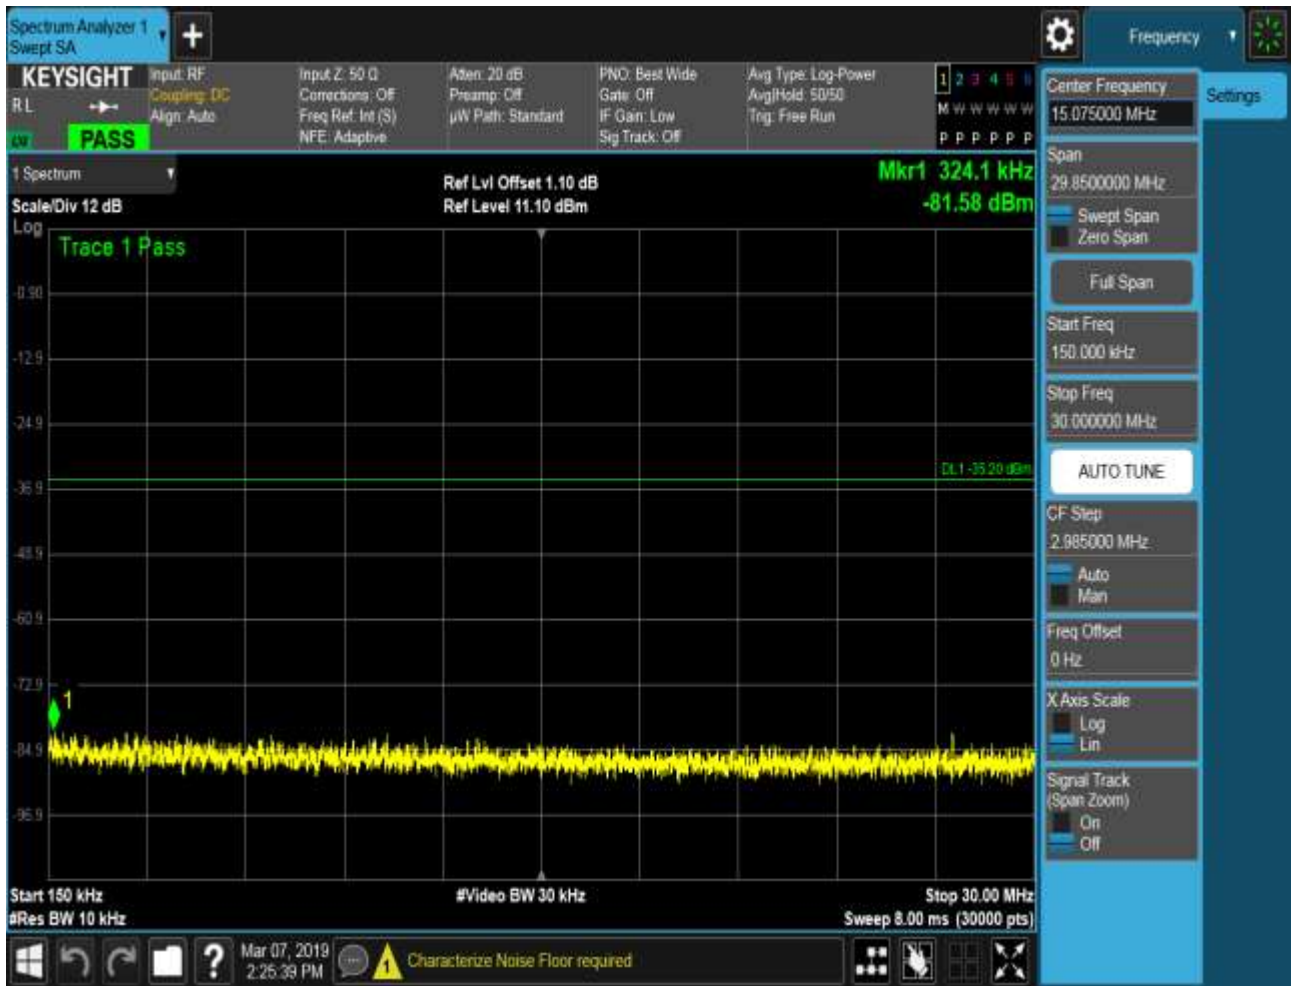 Spectrum Analyzer 1
Swept SA
Frequency
KEYSIGHT
R L
PASS
Input: RF
Coupling: DC
Align: Auto
Input Z: 50 Ω
Corrections: Off
Freq Ref: Int (S)
NFE: Adaptive
Atten: 20 dB
Preamp: Off
µW Path: Standard
PNO: Best Wide
Gate: Off
IF Gain: Low
Sig Track: Off
Avg Type: Log-Power
Avg|Hold: 50/50
Trig: Free Run
1 2 3 4 5 6
M W W W W W
P P P P P P
1 Spectrum
Scale/Div 12 dB
Log
Ref Lvl Offset 1.10 dB
Ref Level 11.10 dBm
Mkr1 324.1 kHz
-81.58 dBm
Trace 1 Pass
-0.90
-12.9
-24.9
DL1 -35.20 dBm
-36.9
-48.9
-60.9
-72.9
1
-84.9
-96.9
Start 150 kHz
#Res BW 10 kHz
#Video BW 30 kHz
Stop 30.00 MHz
Sweep 8.00 ms (30000 pts)
Mar 07, 2019
2:25:39 PM
?
1
Characterize Noise Floor required
Center Frequency
15.075000 MHz
Settings
Span
29.8500000 MHz
Swept Span
Zero Span
Full Span
Start Freq
150.000 kHz
Stop Freq
30.000000 MHz
AUTO TUNE
CF Step
2.985000 MHz
Auto
Man
Freq Offset
0 Hz
X Axis Scale
Log
Lin
Signal Track
(Span Zoom)
On
Off